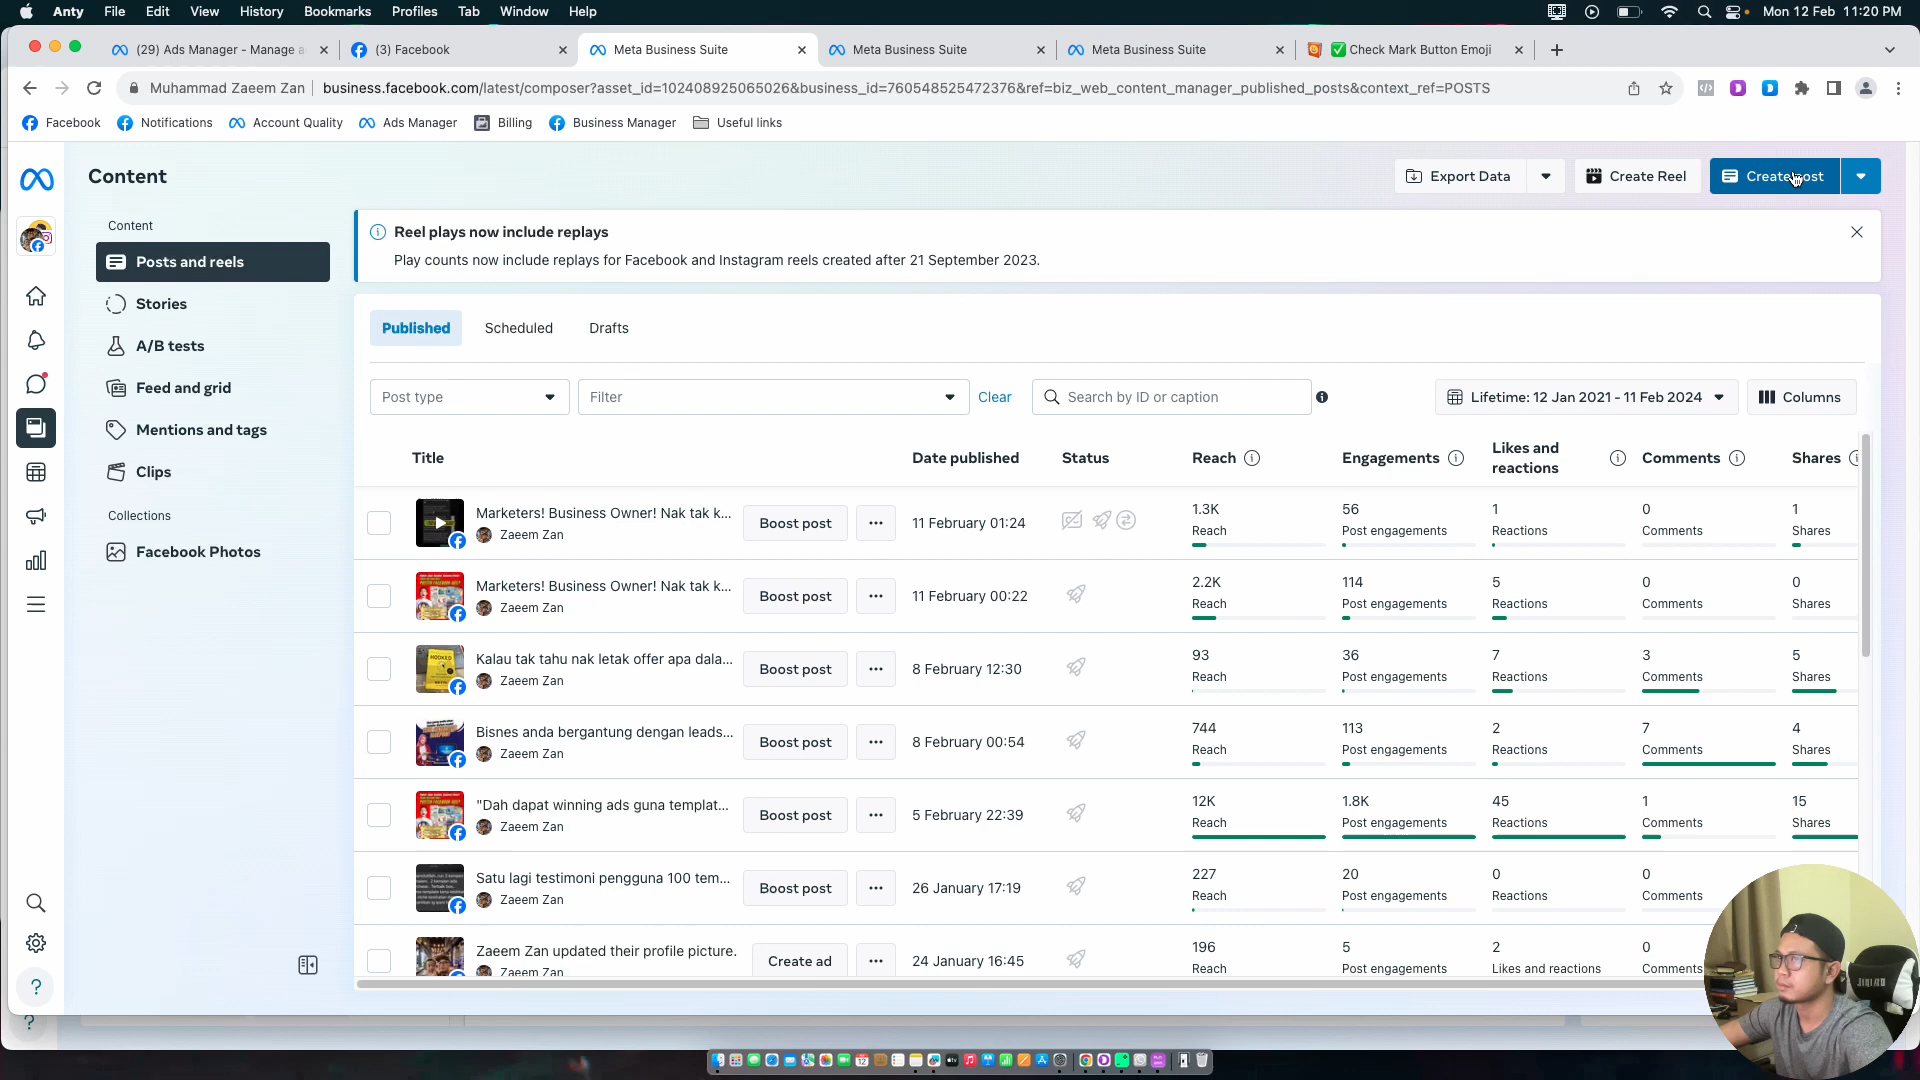 Anty File Edit View History Bookmarks Profiles Tab Window Help Mon 12 Feb 11:20 PM
(29) Ads Manager - Manage a (3) Facebook Meta Business Suite Meta Business Suite Meta Business Suite ✅ Check Mark Button Emoji
Muhammad Zaeem Zan business.facebook.com/latest/composer?asset_id=102408925065026&business_id=760548525472376&ref=biz_web_content_manager_published_posts&context_ref=POSTS
Facebook Notifications Account Quality Ads Manager Billing Business Manager Useful links
Content Export Data Create Reel Create post
Content
Posts and reels
Stories
A/B tests
Feed and grid
Mentions and tags
Clips
Collections
Facebook Photos
Reel plays now include replays
Play counts now include replays for Facebook and Instagram reels created after 21 September 2023.
Published Scheduled Drafts
Post type Filter Clear Search by ID or caption Lifetime: 12 Jan 2021 - 11 Feb 2024 Columns
Title Date published Status Reach Engagements Likes and reactions Comments Shares
Marketers! Business Owner! Nak tak k... Boost post ... 11 February 01:24 1.3K 56 1 0 1
Zaeem Zan Reach Post engagements Reactions Comments Shares
Marketers! Business Owner! Nak tak k... Boost post ... 11 February 00:22 2.2K 114 5 0 0
Zaeem Zan Reach Post engagements Reactions Comments Shares
Kalau tak tahu nak letak offer apa dala... Boost post ... 8 February 12:30 93 36 7 3 5
Zaeem Zan Reach Post engagements Reactions Comments Shares
Bisnes anda bergantung dengan leads... Boost post ... 8 February 00:54 744 113 2 7 4
Zaeem Zan Reach Post engagements Reactions Comments Shares
"Dah dapat winning ads guna templat... Boost post ... 5 February 22:39 12K 1.8K 45 1 15
Zaeem Zan Reach Post engagements Reactions Comments Shares
Satu lagi testimoni pengguna 100 tem... Boost post ... 26 January 17:19 227 20 0 0
Zaeem Zan Reach Post engagements Reactions Comments
Zaeem Zan updated their profile picture. Create ad ... 24 January 16:45 196 5 2 0
Zaeem Zan Reach Post engagements Likes and reactions Comments